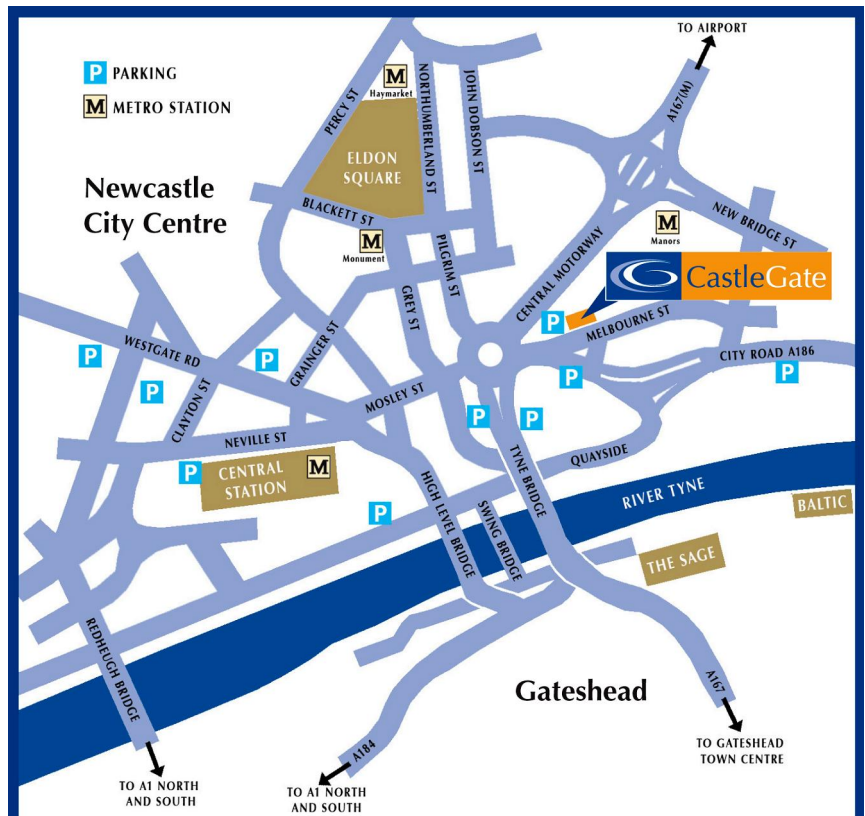 TO AIRPORT
P PARKING
M METRO STATION
M
Haymarket
PERCY ST
NORTHUMBERLAND ST
JOHN DOBSON ST
A167(M)
ELDON
SQUARE
Newcastle
City Centre
BLACKETT ST
M
Monument
PILGRIM ST
GREY ST
CENTRAL MOTORWAY
M
Manors
NEW BRIDGE ST
CastleGate
P
MELBOURNE ST
WESTGATE RD
P
P
GRAINGER ST
CITY ROAD A186
P
P
P
CLAYTON ST
MOSLEY ST
P
P
NEVILLE ST
QUAYSIDE
TYNE BRIDGE
P
CENTRAL
STATION
M
P
HIGH LEVEL BRIDGE
SWING BRIDGE
RIVER TYNE
BALTIC
THE SAGE
REDHEUGH BRIDGE
Gateshead
A167
A184
TO GATESHEAD
TOWN CENTRE
TO A1 NORTH
AND SOUTH
TO A1 NORTH
AND SOUTH